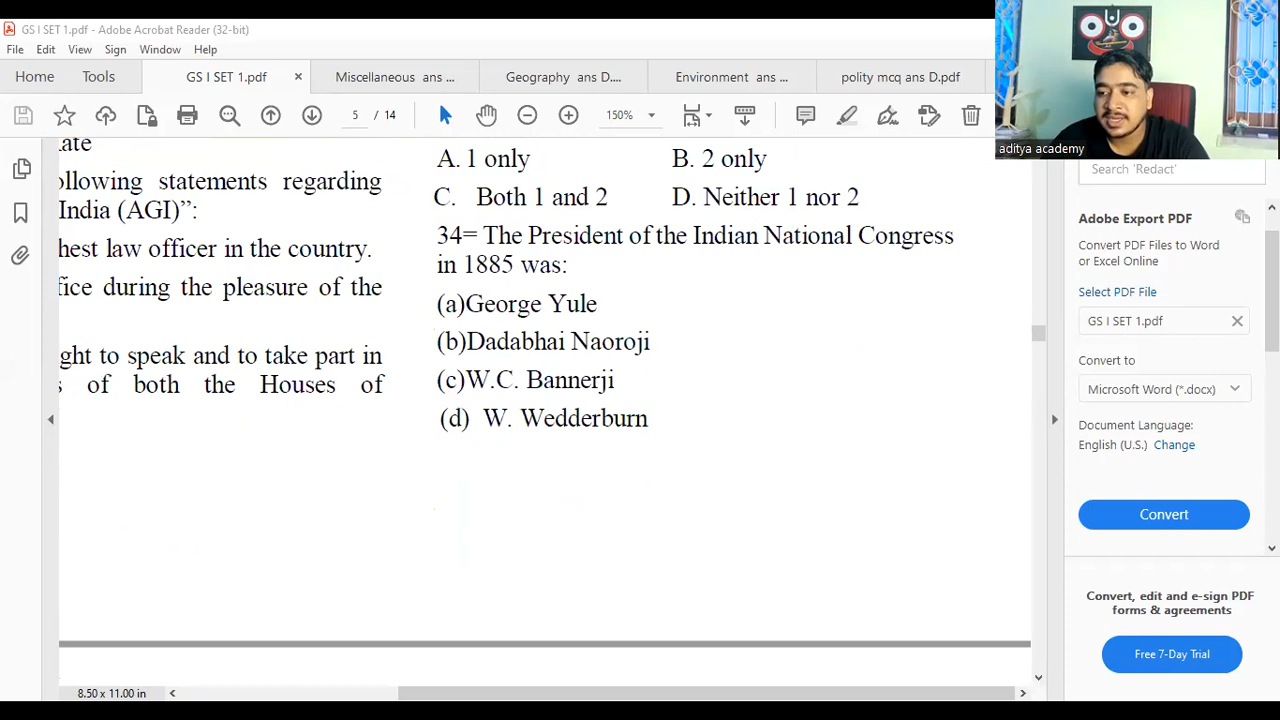 GS I SET 1.pdf - Adobe Acrobat Reader (32-bit)
File Edit View Sign Window Help
Home Tools GS I SET 1.pdf × Miscellaneous ans ... Geography ans D.... Environment ans ... polity mcq ans D.pdf
5 / 14 150%
aditya academy
ate
ollowing statements regarding
India (AGI)”:
hest law officer in the country.
fice during the pleasure of the
ght to speak and to take part in
s of both the Houses of
A. 1 only B. 2 only
C. Both 1 and 2 D. Neither 1 nor 2
34= The President of the Indian National Congress
in 1885 was:
(a)George Yule
(b)Dadabhai Naoroji
(c)W.C. Bannerji
(d) W. Wedderburn
8.50 x 11.00 in
Search 'Redact'
Adobe Export PDF
Convert PDF Files to Word
or Excel Online
Select PDF File
GS I SET 1.pdf
Convert to
Microsoft Word (*.docx)
Document Language:
English (U.S.) Change
Convert
Convert, edit and e-sign PDF
forms & agreements
Free 7-Day Trial